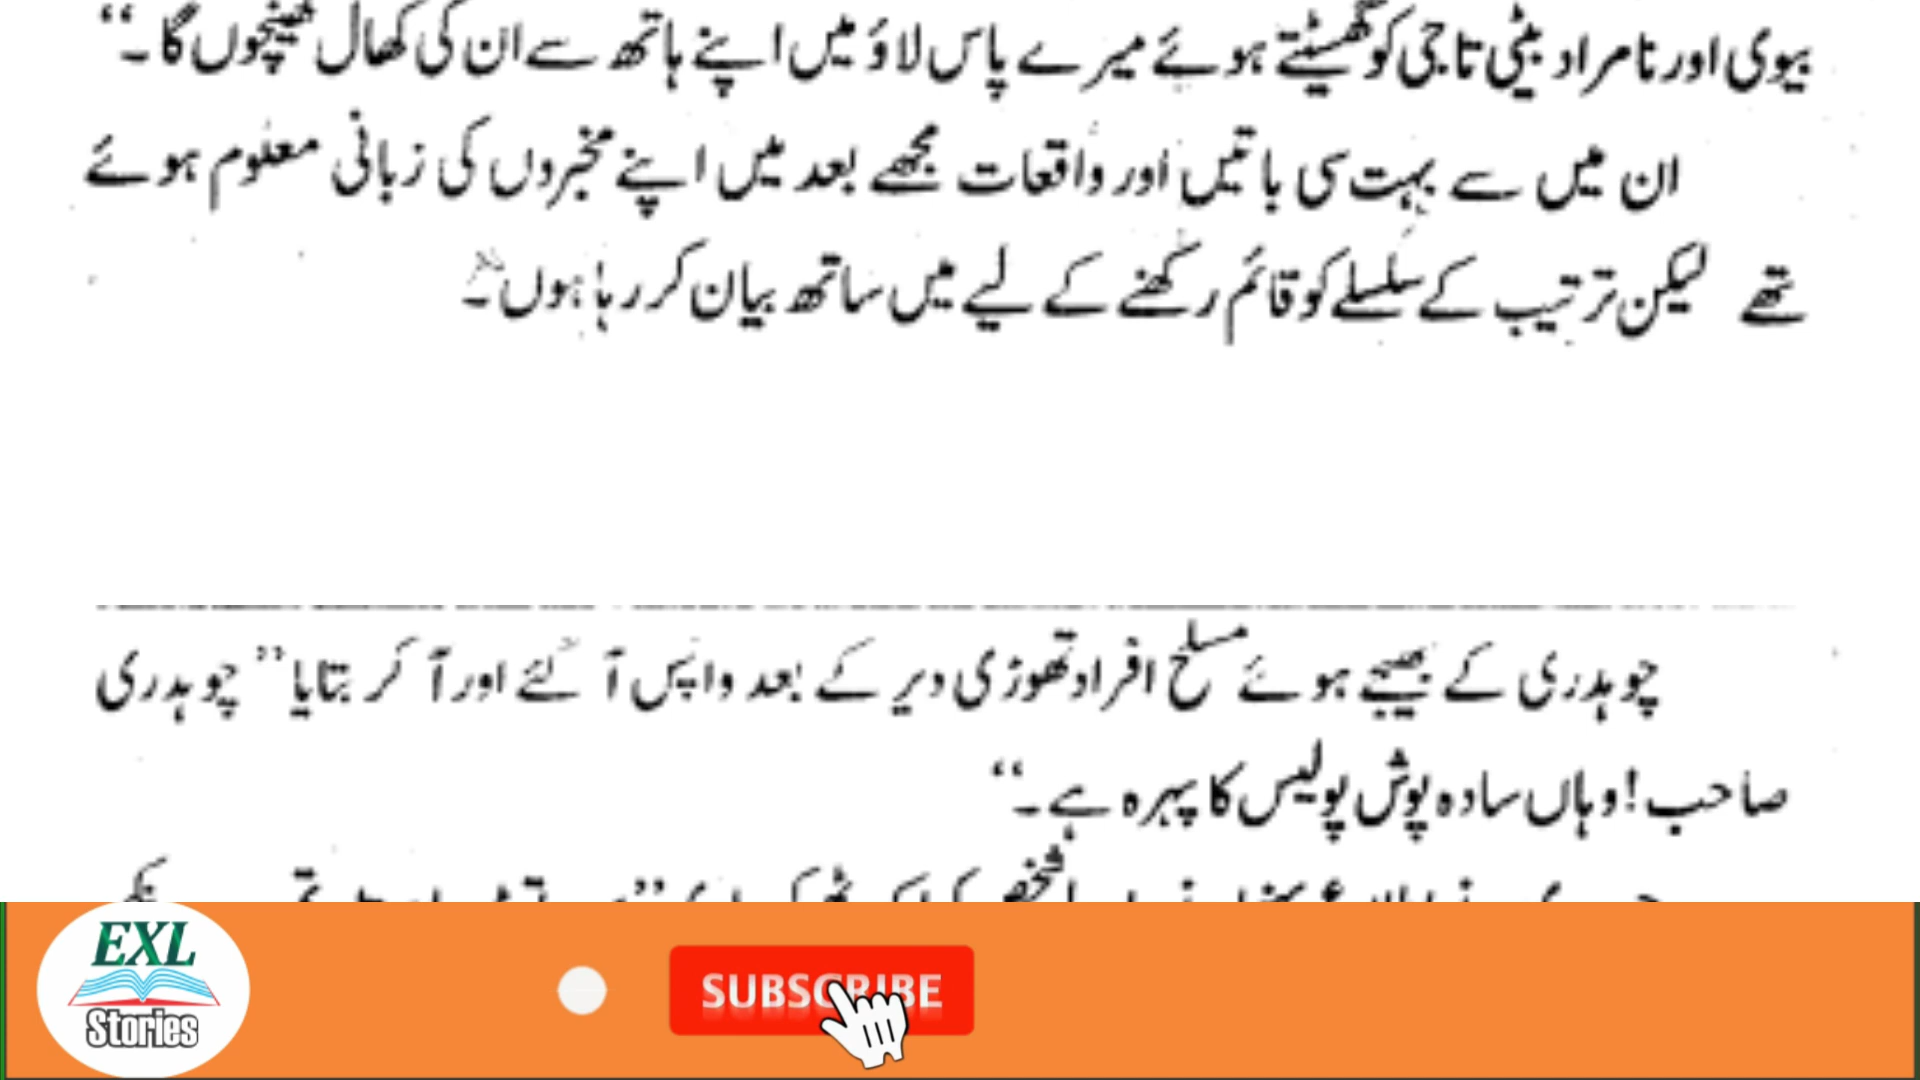 بیوی اور نامراد بیٹی تاجی کو گھسیٹتے ہوئے میرے پاس لاؤ میں اپنے ہاتھ سے ان کی کھال کھینچوں گا۔‘‘
ان میں سے بہت سی باتیں اور واقعات مجھے بعد میں اپنے مخبروں کی زبانی معلوم ہوئے
تھے لیکن ترتیب کے سلسلے کو قائم رکھنے کے لیے میں ساتھ بیان کر رہا ہوں۔
چوہدری کے بھیجے ہوئے مسلح افراد تھوڑی دیر کے بعد واپس آ گئے اور آ کر بتایا ’’چوہدری
صاحب! وہاں سادہ پوش پولیس کا پہرہ ہے۔‘‘
EXL
Stories
SUBSCRIBE